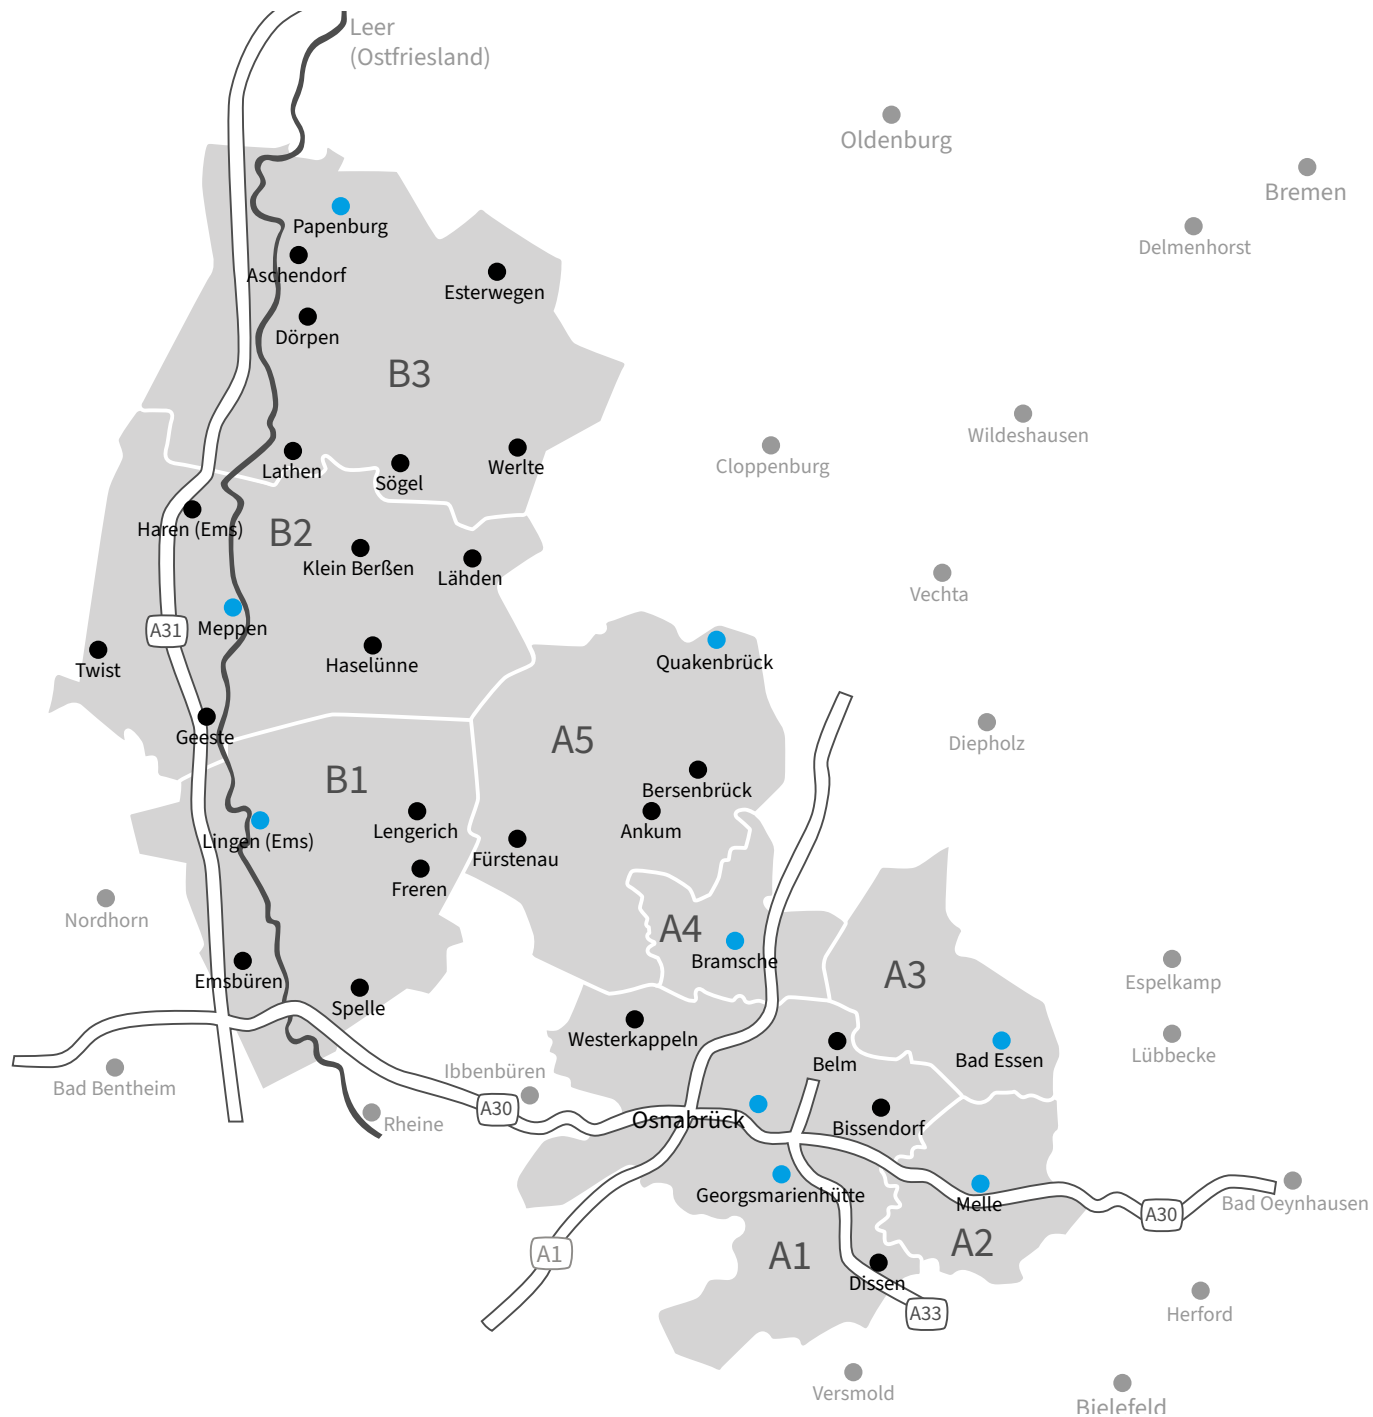 Leer
(Ostfriesland)
Oldenburg
Bremen
Papenburg
Delmenhorst
Aschendorf
Esterwegen
Dörpen
B3
Wildeshausen
Lathen
Sögel
Werlte
Cloppenburg
Haren (Ems)
B2
Klein Berßen
Lähden
Vechta
A31
Meppen
Twist
Haselünne
Quakenbrück
Geeste
A5
Diepholz
B1
Bersenbrück
Lingen (Ems)
Lengerich
Ankum
Fürstenau
Freren
Nordhorn
A4
Bramsche
A3
Emsbüren
Spelle
Espelkamp
Westerkappeln
Belm
Bad Essen
Lübbecke
Bad Bentheim
Ibbenbüren
A30
Rheine
Osnabrück
Bissendorf
Georgsmarienhütte
Melle
A30
Bad Oeynhausen
A1
A1
A2
Dissen
A33
Herford
Versmold
Bielefeld